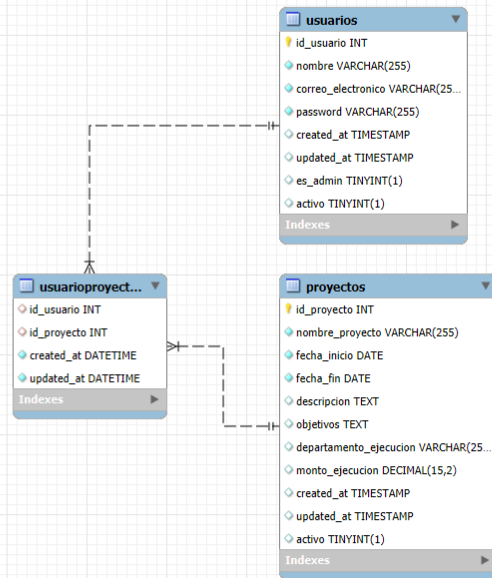 usuarios
id_usuario INT
nombre VARCHAR(255)
correo_electronico VARCHAR(25...
password VARCHAR(255)
created_at TIMESTAMP
updated_at TIMESTAMP
es_admin TINYINT(1)
activo TINYINT(1)
Indexes
usuarioproyect...
id_usuario INT
id_proyecto INT
created_at DATETIME
updated_at DATETIME
Indexes
proyectos
id_proyecto INT
nombre_proyecto VARCHAR(255)
fecha_inicio DATE
fecha_fin DATE
descripcion TEXT
objetivos TEXT
departamento_ejecucion VARCHAR(25...
monto_ejecucion DECIMAL(15,2)
created_at TIMESTAMP
updated_at TIMESTAMP
activo TINYINT(1)
Indexes